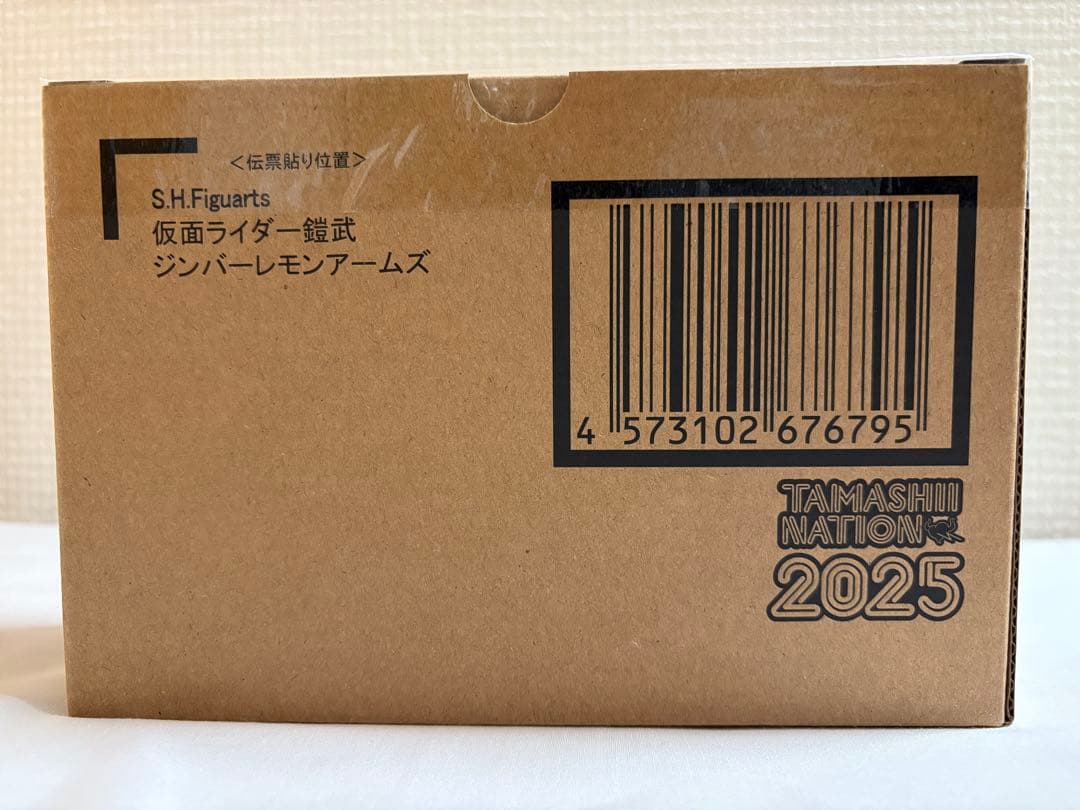 <伝票貼り位置>
S.H.Figuarts
仮面ライダー鎧武
ジンバーレモンアームズ
4 573102 676795
TAMASHII
NATION
2025